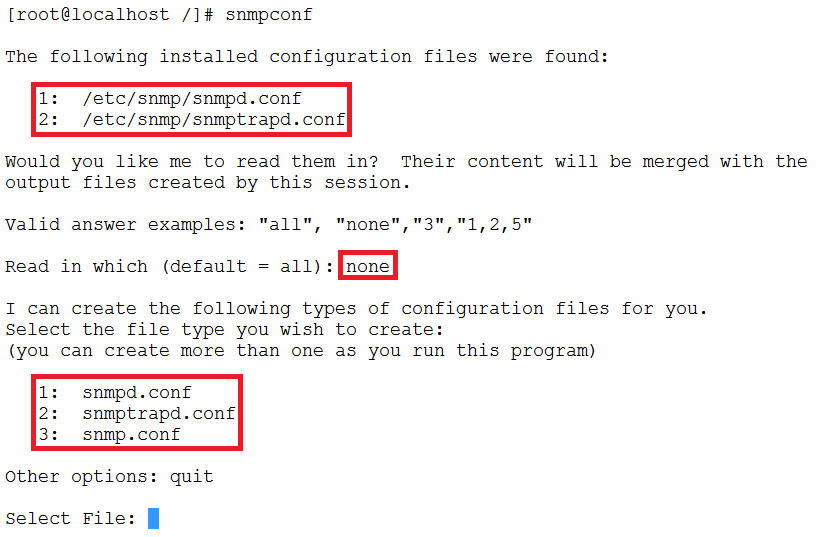 [root@localhost /]# snmpconf
The following installed configuration files were found:
1:  /etc/snmp/snmpd.conf
2:  /etc/snmp/snmptrapd.conf
Would you like me to read them in?  Their content will be merged with the
output files created by this session.
Valid answer examples: "all", "none","3","1,2,5"
Read in which (default = all): none
I can create the following types of configuration files for you.
Select the file type you wish to create:
(you can create more than one as you run this program)
1:  snmpd.conf
2:  snmptrapd.conf
3:  snmp.conf
Other options: quit
Select File: